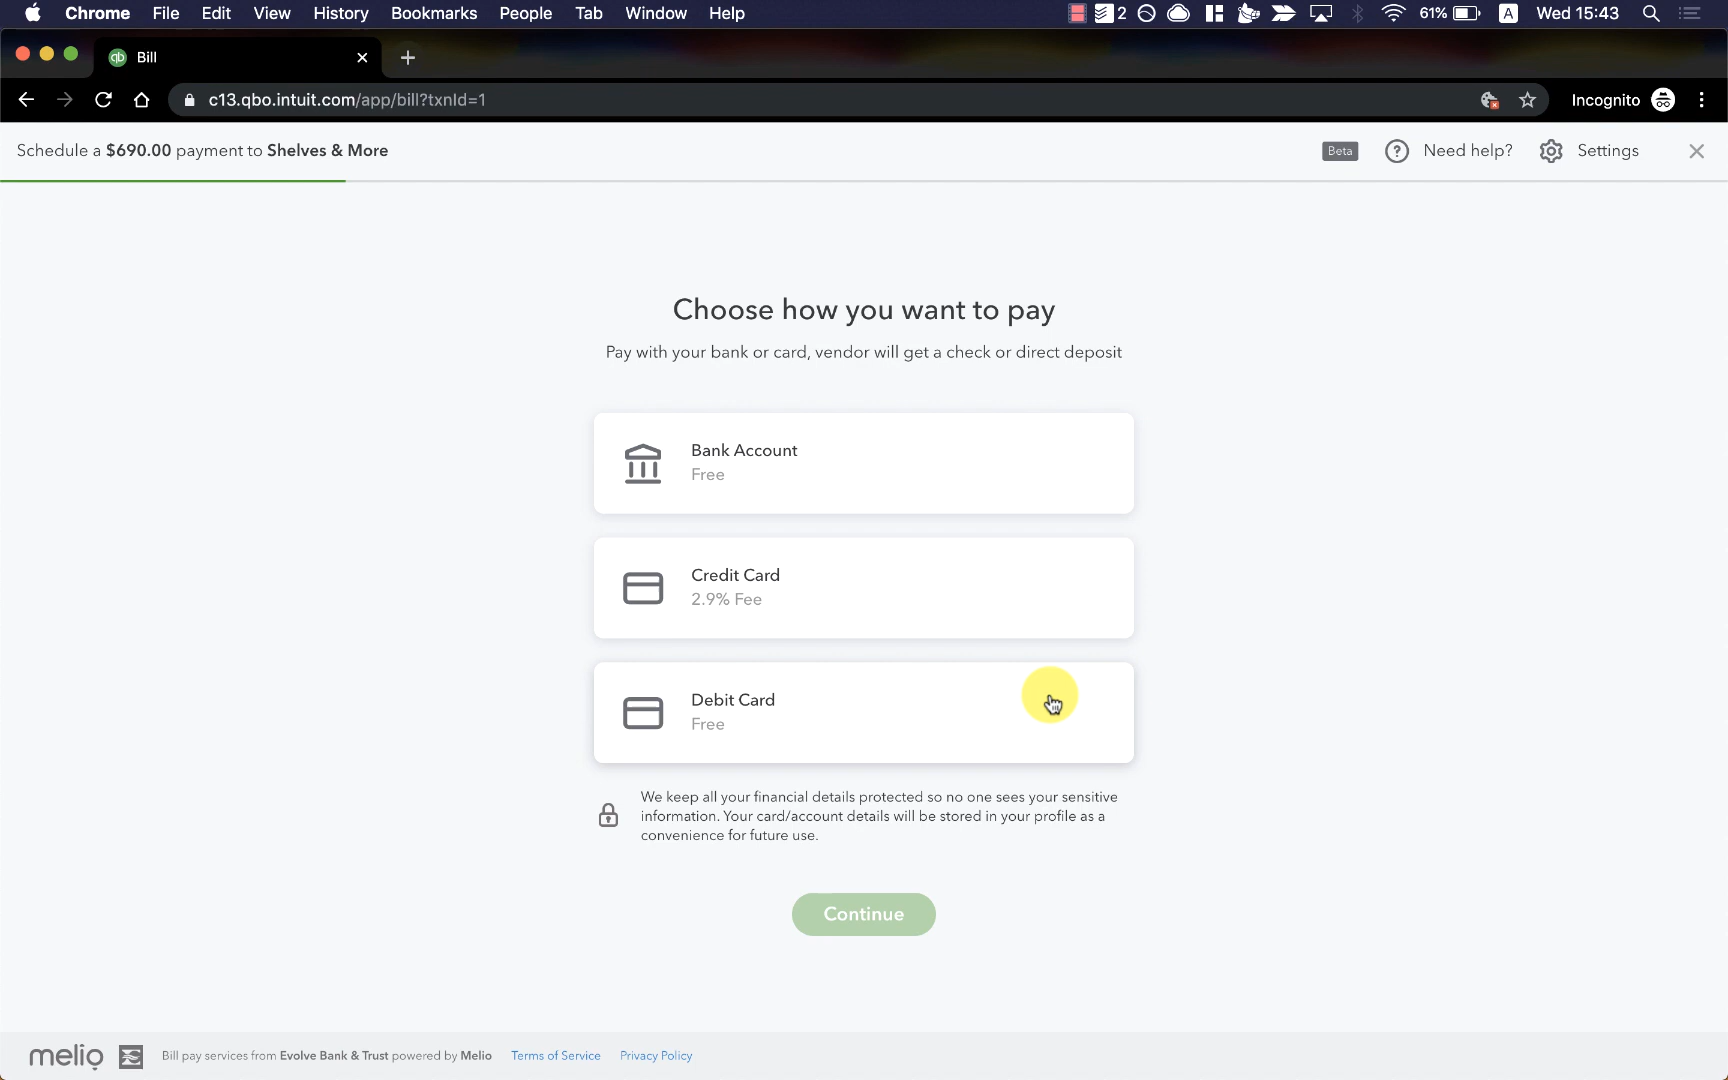 Chrome File Edit View History Bookmarks People Tab Window Help 2 61% A Wed 15:43
qb Bill
c13.qbo.intuit.com/app/bill?txnId=1 Incognito
Schedule a $690.00 payment to Shelves & More Beta ? Need help? Settings
Choose how you want to pay
Pay with your bank or card, vendor will get a check or direct deposit
Bank Account
Free
Credit Card
2.9% Fee
Debit Card
Free
We keep all your financial details protected so no one sees your sensitive
information. Your card/account details will be stored in your profile as a
convenience for future use.
Continue
melio Bill pay services from Evolve Bank & Trust powered by Melio Terms of Service Privacy Policy